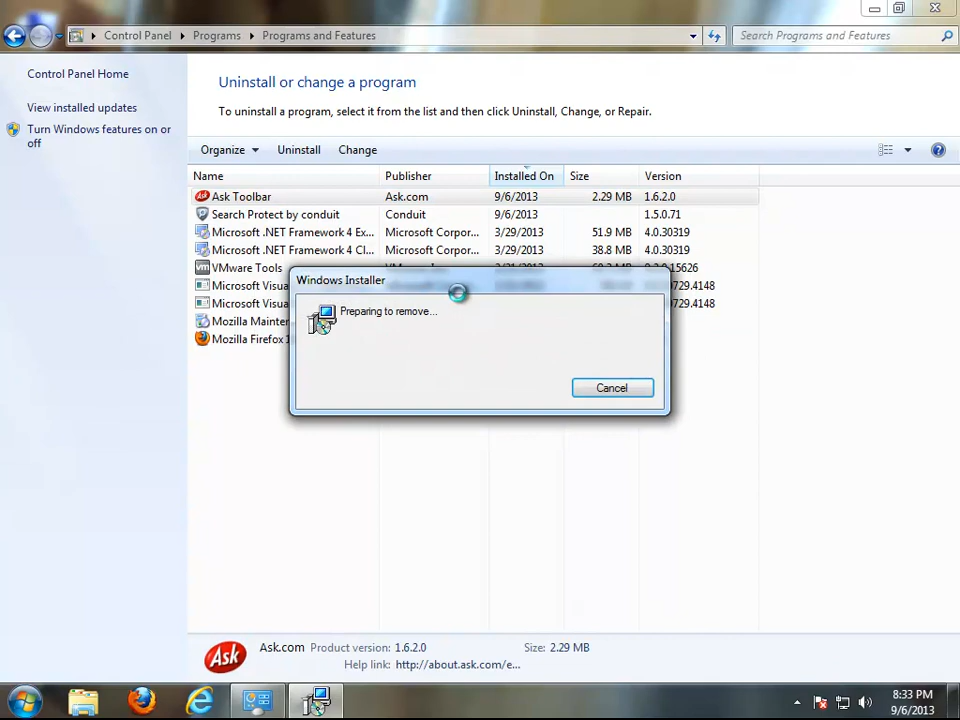 Control Panel Programs Programs and Features Search Programs and Features
Control Panel Home
View installed updates
Turn Windows features on or
off
Uninstall or change a program
To uninstall a program, select it from the list and then click Uninstall, Change, or Repair.
Organize Uninstall Change
Name Publisher Installed On Size Version
Ask Toolbar Ask.com 9/6/2013 2.29 MB 1.6.2.0
Search Protect by conduit Conduit 9/6/2013 1.5.0.71
Microsoft .NET Framework 4 Ex... Microsoft Corpor... 3/29/2013 51.9 MB 4.0.30319
Microsoft .NET Framework 4 Cl... Microsoft Corpor... 3/29/2013 38.8 MB 4.0.30319
VMware Tools
Microsoft Visua
Microsoft Visua
Mozilla Mainter
Mozilla Firefox
Windows Installer
Preparing to remove...
Cancel
Ask
Ask.com Product version: 1.6.2.0 Size: 2.29 MB
Help link: http://about.ask.com/e...
8:33 PM
9/6/2013